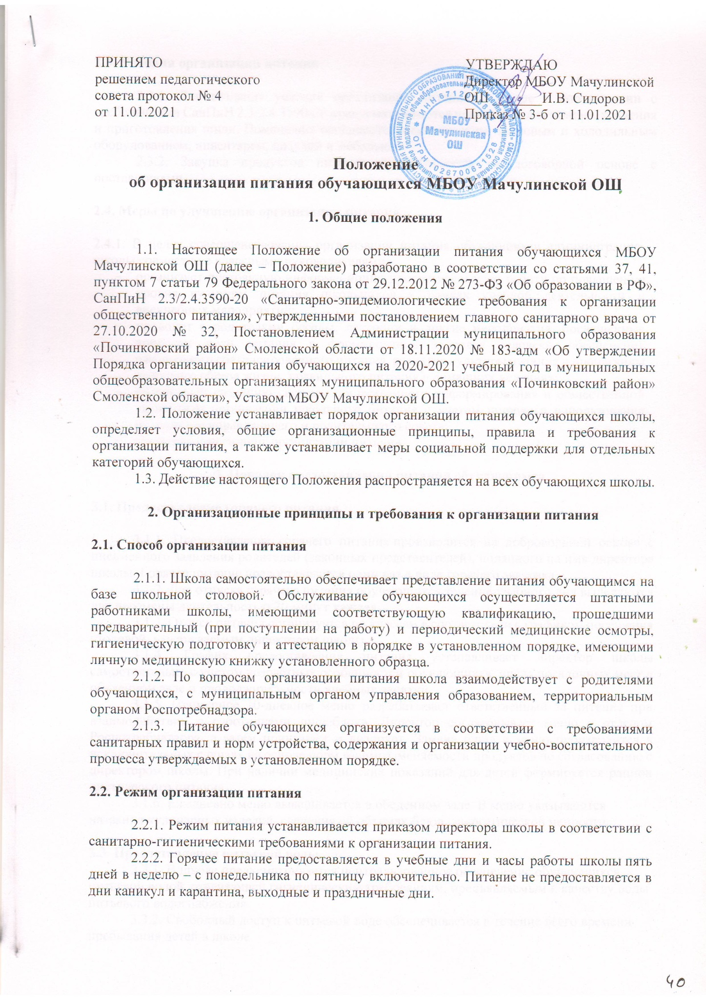 ПРИНЯТО
решением педагогического
совета протокол № 4
от 11.01.2021
УТВЕРЖДАЮ
Директор МБОУ Мачулинской
ОШ ________И.В. Сидоров
Приказ № 3-б от 11.01.2021
МБОУ
Мачулинская
ОШ
ОГРН 1026700631528
Положение
об организации питания обучающихся МБОУ Мачулинской ОШ
1. Общие положения
1.1. Настоящее Положение об организации питания обучающихся МБОУ
Мачулинской ОШ (далее – Положение) разработано в соответствии со статьями 37, 41,
пунктом 7 статьи 79 Федерального закона от 29.12.2012 № 273-ФЗ «Об образовании в РФ»,
СанПиН 2.3/2.4.3590-20 «Санитарно-эпидемиологические требования к организации
общественного питания», утвержденными постановлением главного санитарного врача от
27.10.2020 № 32, Постановлением Администрации муниципального образования
«Починковский район» Смоленской области от 18.11.2020 № 183-адм «Об утверждении
Порядка организации питания обучающихся на 2020-2021 учебный год в муниципальных
общеобразовательных организациях муниципального образования «Починковский район»
Смоленской области», Уставом МБОУ Мачулинской ОШ.
1.2. Положение устанавливает порядок организации питания обучающихся школы,
определяет условия, общие организационные принципы, правила и требования к
организации питания, а также устанавливает меры социальной поддержки для отдельных
категорий обучающихся.
1.3. Действие настоящего Положения распространяется на всех обучающихся школы.
2. Организационные принципы и требования к организации питания
2.1. Способ организации питания
2.1.1. Школа самостоятельно обеспечивает представление питания обучающимся на
базе школьной столовой. Обслуживание обучающихся осуществляется штатными
работниками школы, имеющими соответствующую квалификацию, прошедшими
предварительный (при поступлении на работу) и периодический медицинские осмотры,
гигиеническую подготовку и аттестацию в порядке в установленном порядке, имеющими
личную медицинскую книжку установленного образца.
2.1.2. По вопросам организации питания школа взаимодействует с родителями
обучающихся, с муниципальным органом управления образованием, территориальным
органом Роспотребнадзора.
2.1.3. Питание обучающихся организуется в соответствии с требованиями
санитарных правил и норм устройства, содержания и организации учебно-воспитательного
процесса утверждаемых в установленном порядке.
2.2. Режим организации питания
2.2.1. Режим питания устанавливается приказом директора школы в соответствии с
санитарно-гигиеническими требованиями к организации питания.
2.2.2. Горячее питание предоставляется в учебные дни и часы работы школы пять
дней в неделю – с понедельника по пятницу включительно. Питание не предоставляется в
дни каникул и карантина, выходные и праздничные дни.
40